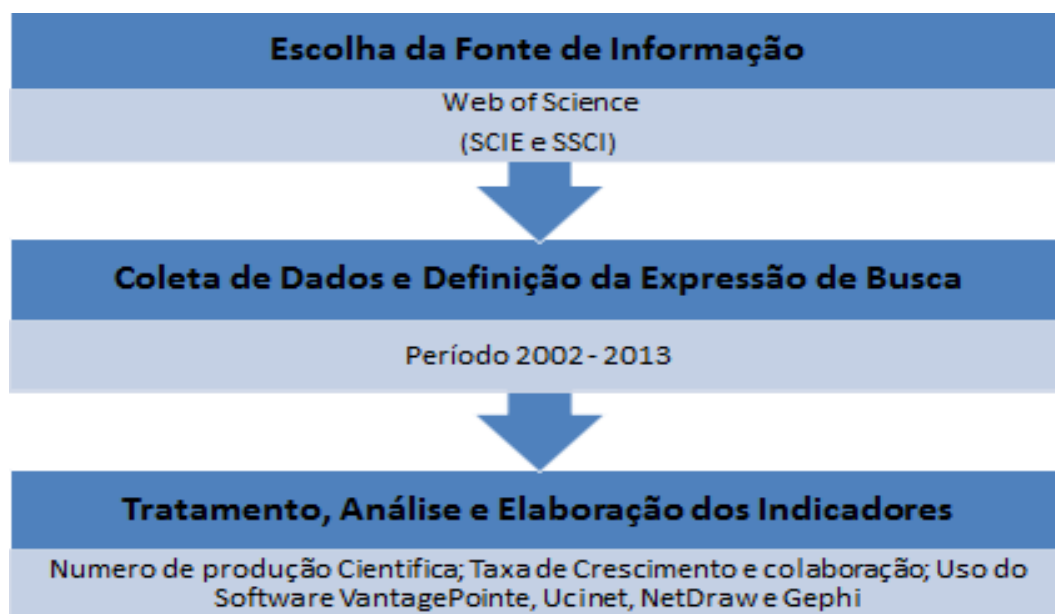 Escolha da Fonte de Informação
Web of Science
(SCIE e SSCI)
Coleta de Dados e Definição da Expressão de Busca
Período 2002 - 2013
Tratamento, Análise e Elaboração dos Indicadores
Numero de produção Cientifica; Taxa de Crescimento e colaboração; Uso do
Software VantagePointe, Ucinet, NetDraw e Gephi